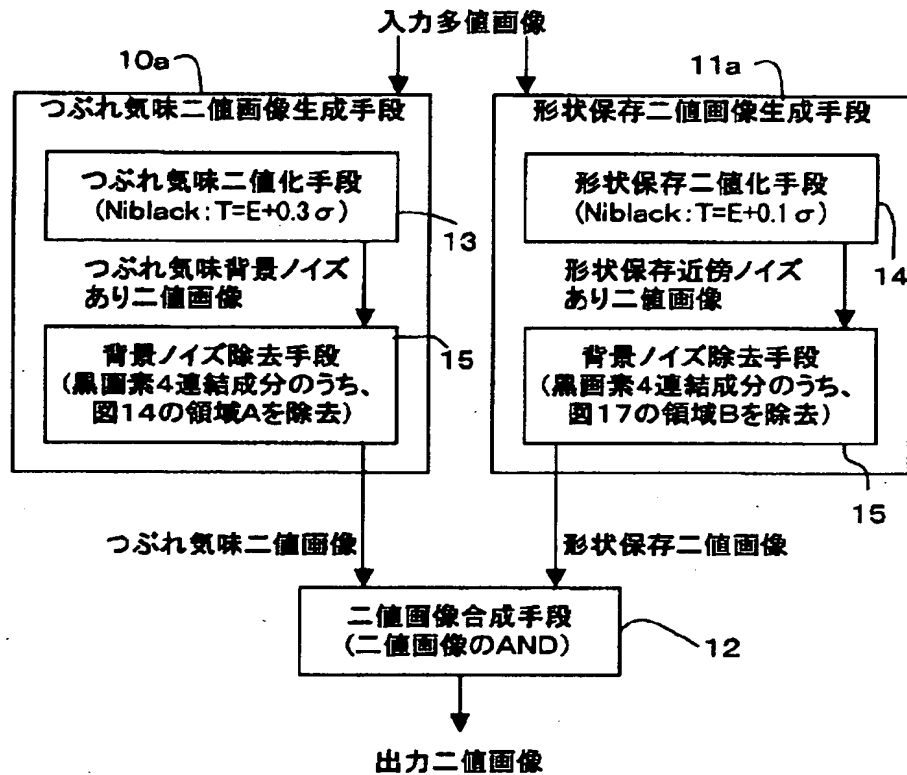 入力多値画像
10a
11a
つぶれ気味二値画像生成手段
つぶれ気味二値化手段
(Niblack:T=E+0.3σ)
13
つぶれ気味背景ノイズ
あり二値画像
背景ノイズ除去手段
(黒画素4連結成分のうち、
図14の領域Aを除去)
15
形状保存二値画像生成手段
形状保存二値化手段
(Niblack:T=E+0.1σ)
14
形状保存近傍ノイズ
あり二値画像
背景ノイズ除去手段
(黒画素4連結成分のうち、
図17の領域Bを除去)
15
つぶれ気味二値画像
形状保存二値画像
二値画像合成手段
(二値画像のAND)
12
出力二値画像